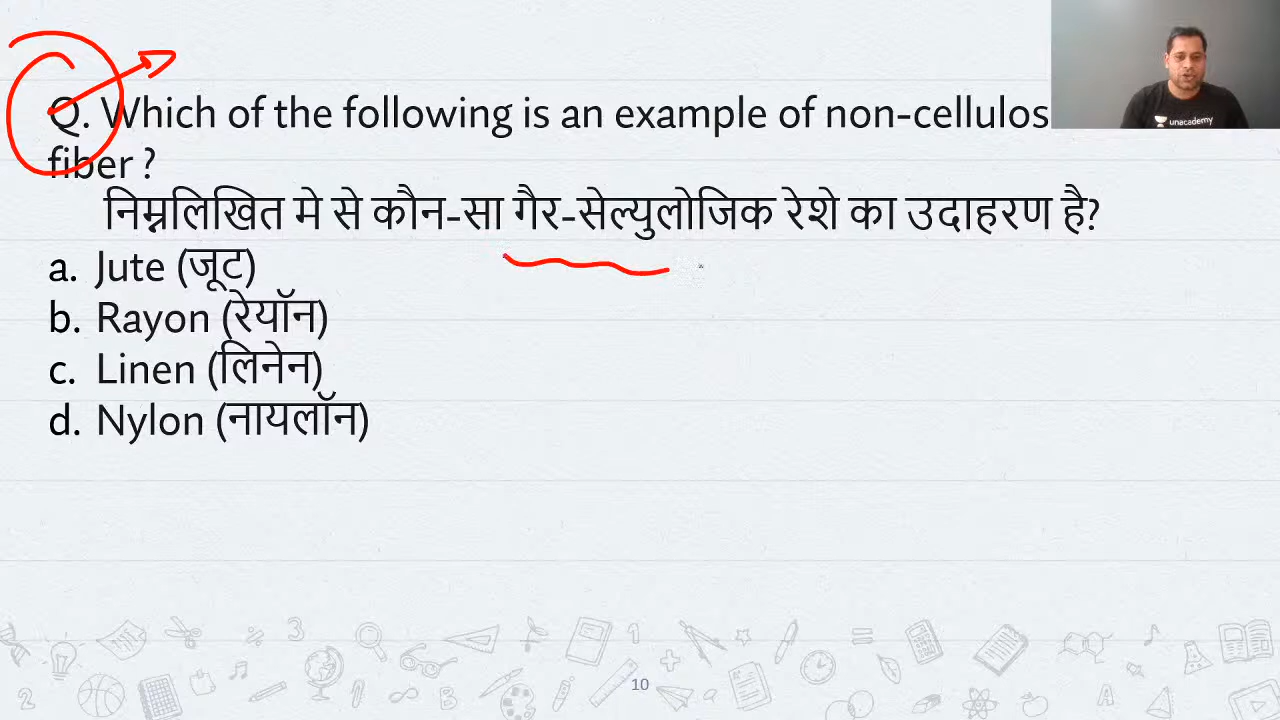 Q. Which of the following is an example of non-cellulos
fiber ?
निम्नलिखित मे से कौन-सा गैर-सेल्युलोजिक रेशे का उदाहरण है?
a. Jute (जूट)
b. Rayon (रेयॉन)
c. Linen (लिनेन)
d. Nylon (नायलॉन)
unacademy
10